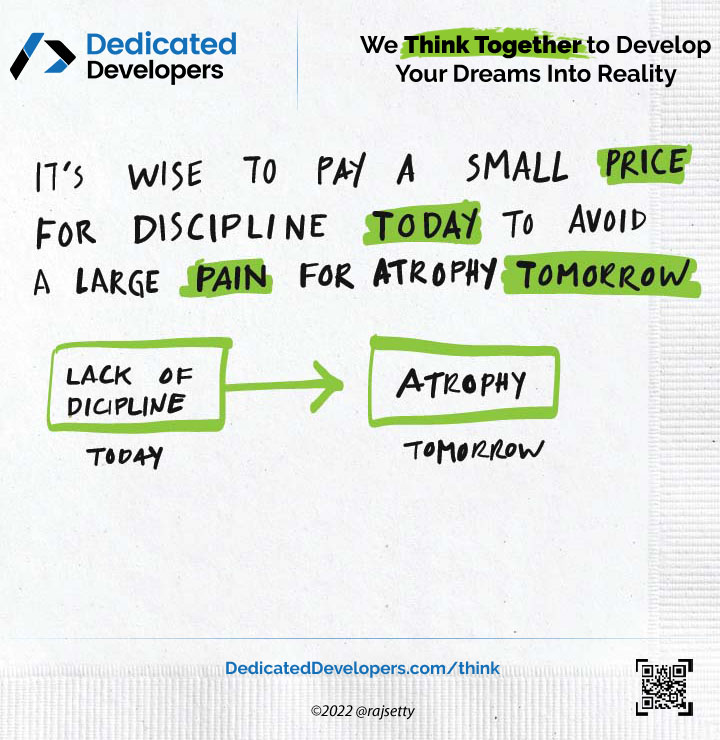 Dedicated
Developers
We Think Together to Develop
Your Dreams Into Reality
IT'S WISE TO PAY A SMALL PRICE
FOR DISCIPLINE TODAY TO AVOID
A LARGE PAIN FOR ATROPHY TOMORROW
LACK OF
DICIPLINE
TODAY
ATROPHY
TOMORROW
DedicatedDevelopers.com/think
©2022 @rajsetty